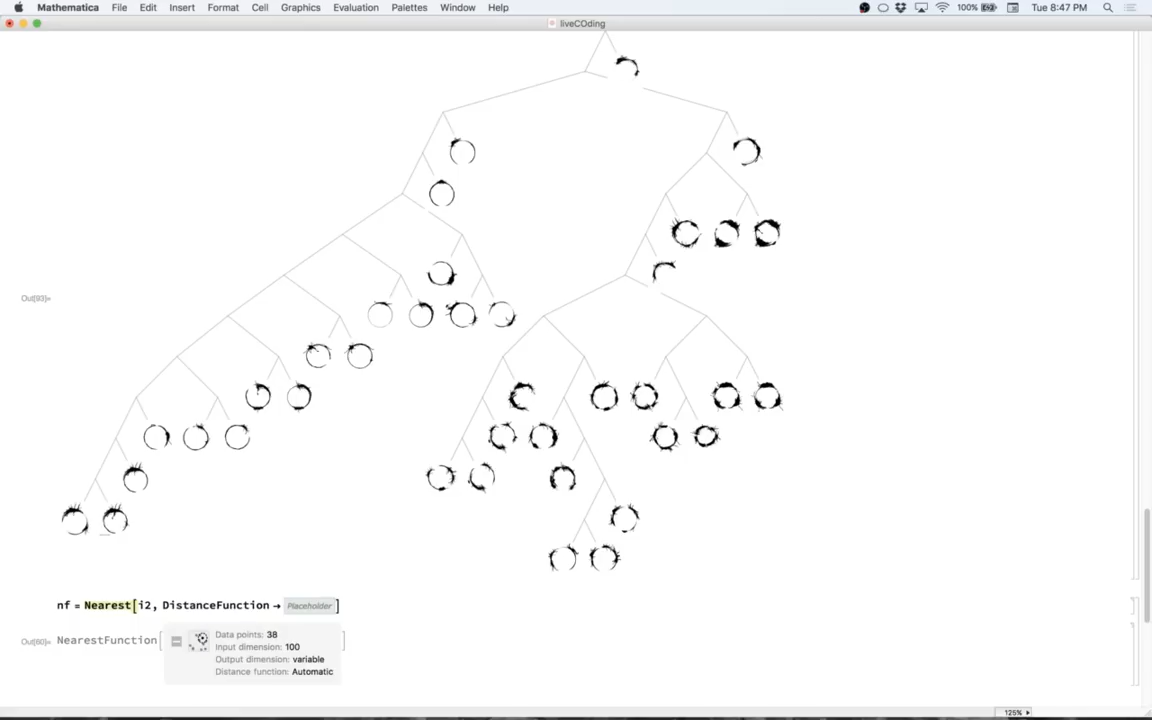 Mathematica File Edit Insert Format Cell Graphics Evaluation Palettes Window Help 100% Tue 8:47 PM
liveCOding
Out[93]=
nf = Nearest[i2, DistanceFunction → Placeholder]
Out[60]= NearestFunction[
Data points: 38
Input dimension: 100
Output dimension: variable
Distance function: Automatic
]
125%